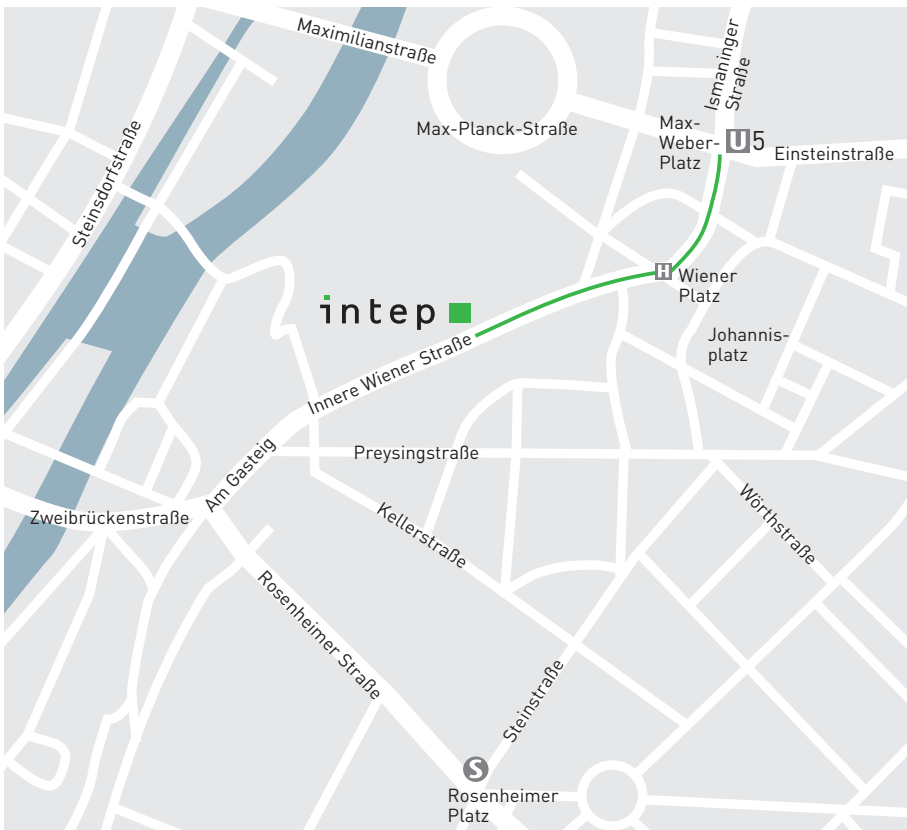 Maximilianstraße
Ismaninger
Straße
Max-Planck-Straße
Max-
Weber-
Platz
U5
Einsteinstraße
Steinsdorfstraße
H
Wiener
Platz
intep
Johannis-
platz
Innere Wiener Straße
Am Gasteig
Preysingstraße
Zweibrückenstraße
Kellerstraße
Wörthstraße
Rosenheimer Straße
Steinstraße
S
Rosenheimer
Platz